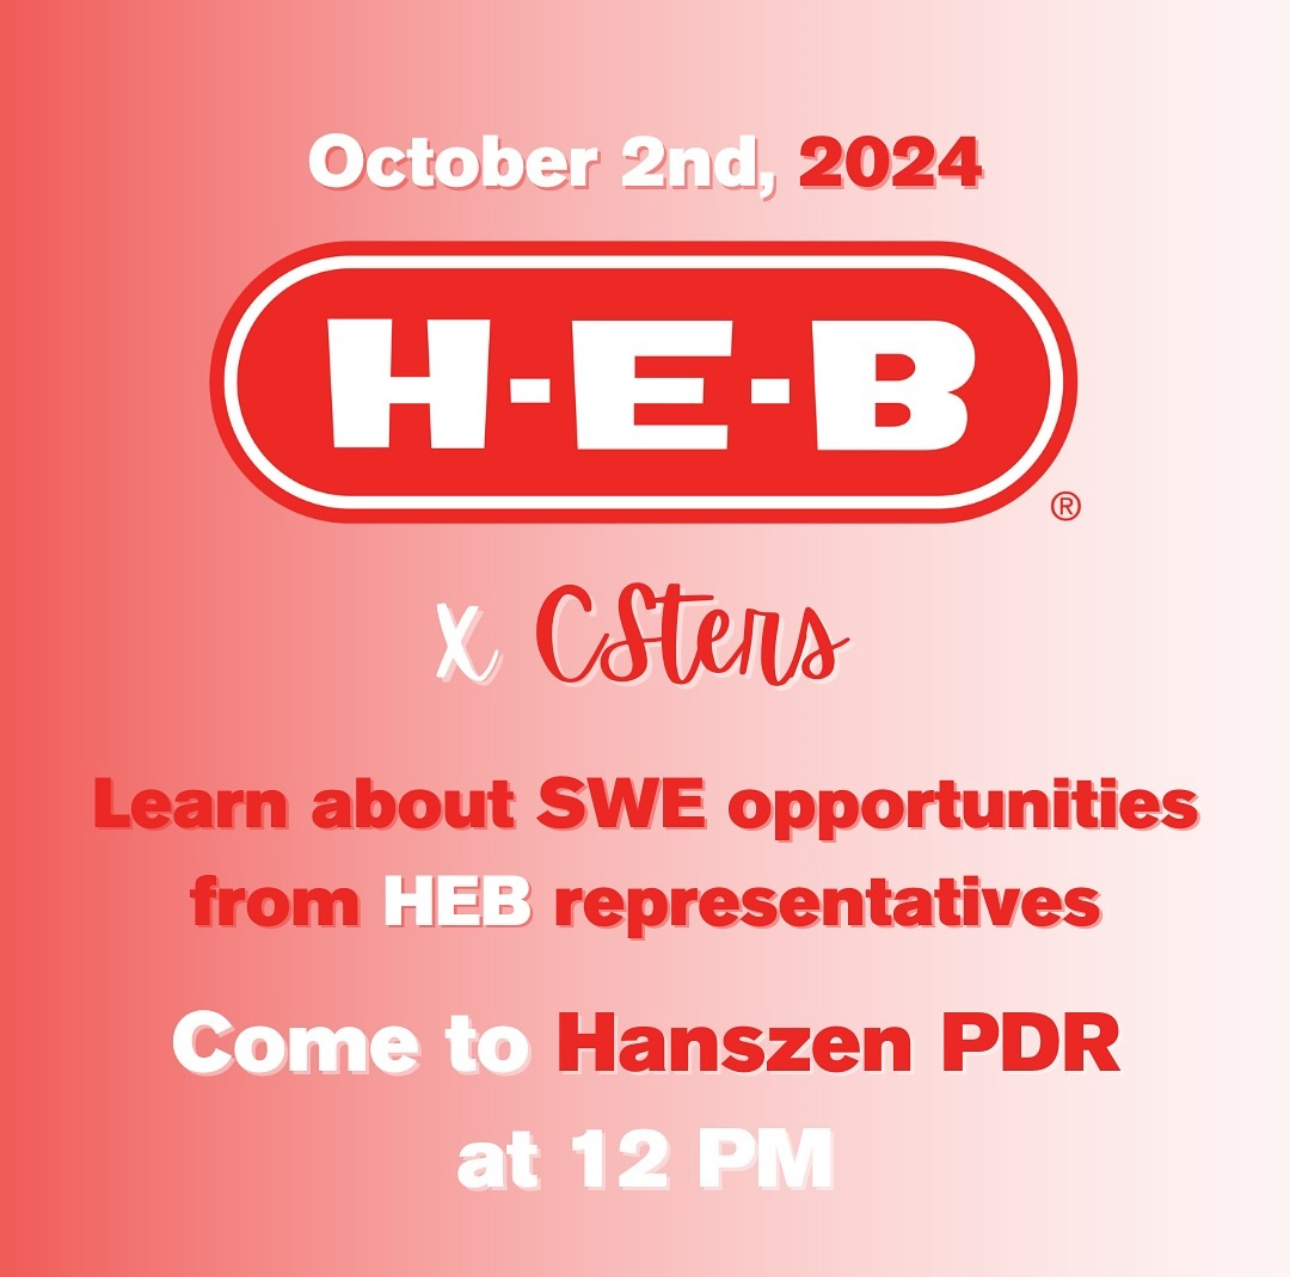 October 2nd, 2024
H-E-B
®
x CSters
Learn about SWE opportunities
from HEB representatives
Come to Hanszen PDR
at 12 PM